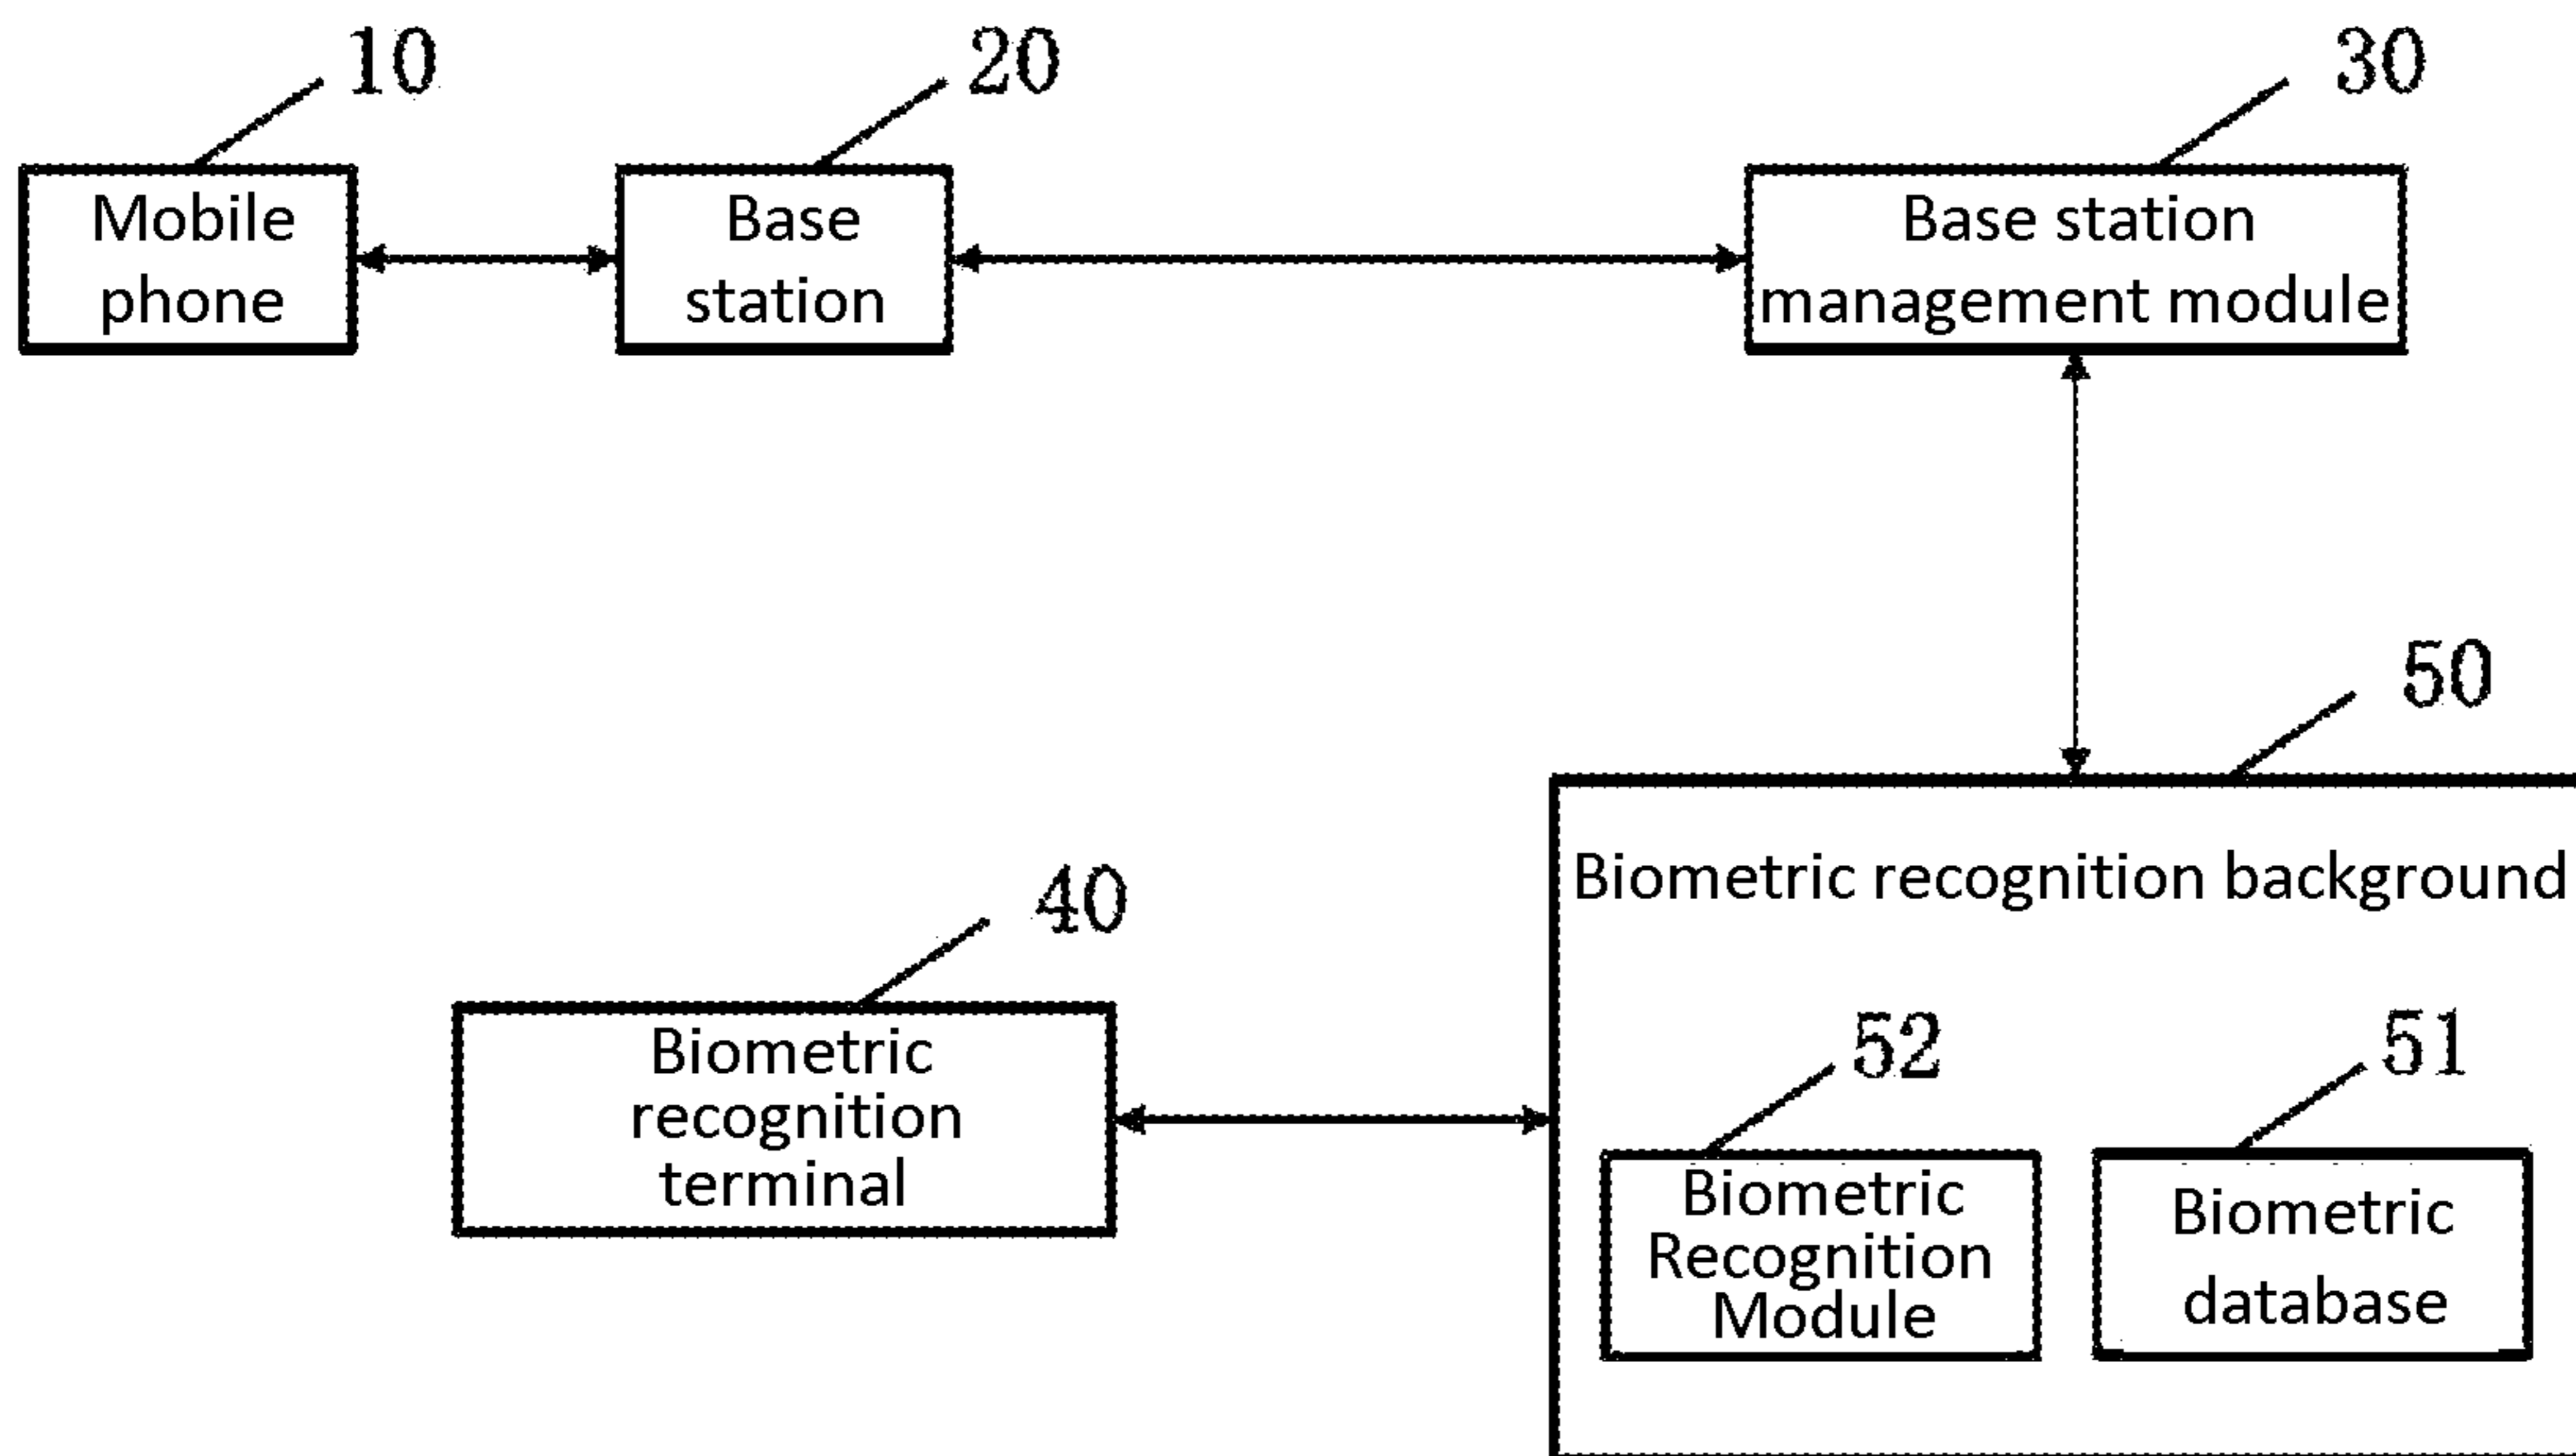 10
20
30
Mobile
phone
Base
station
Base station
management module
50
Biometric recognition background
40
Biometric
recognition
terminal
52
51
Biometric
Recognition
Module
Biometric
database